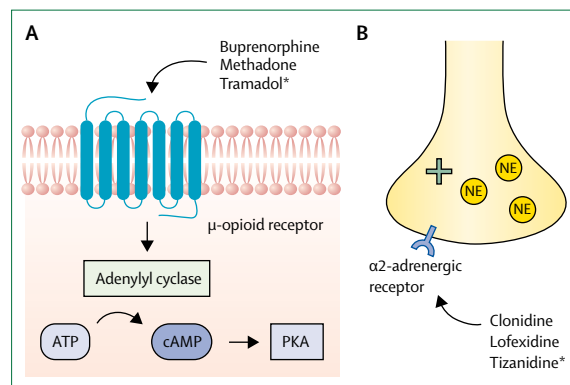 A
Buprenorphine
Methadone
Tramadol*
μ-opioid receptor
Adenylyl cyclase
ATP
cAMP
PKA
B
NE
NE
NE
α2-adrenergic
receptor
Clonidine
Lofexidine
Tizanidine*